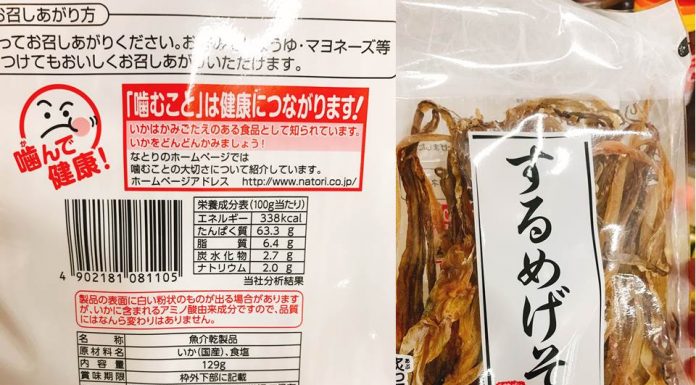 お召しあがり方
ってお召しあがりください。お
ょうゆ・マヨネーズ等
つけてもおいしくお召しあがりいただけます。
噛んで
健康!
「噛むこと」は健康につながります!
いかはかみごたえのある食品として知られています。
いかをどんどんかみましょう!
なとりのホームページでは
噛むことの大切さについて紹介しています。
ホームページアドレス http://www.natori.co.jp/
栄養成分表(100g当たり)
エネルギー 338kcal
たんぱく質 63.3 g
脂質 6.4 g
炭水化物 2.7 g
ナトリウム 2.0 g
当社分析結果
4 902181 081105
製品の表面に白い粉状のものが出る場合がありますが、いかに含まれるアミノ酸由来成分ですので、品質にはなんら変わりはありません。
名称 魚介乾製品
原材料名 いか(国産)、食塩
内容量 129g
賞味期限 枠外下部に記載
するめげそ